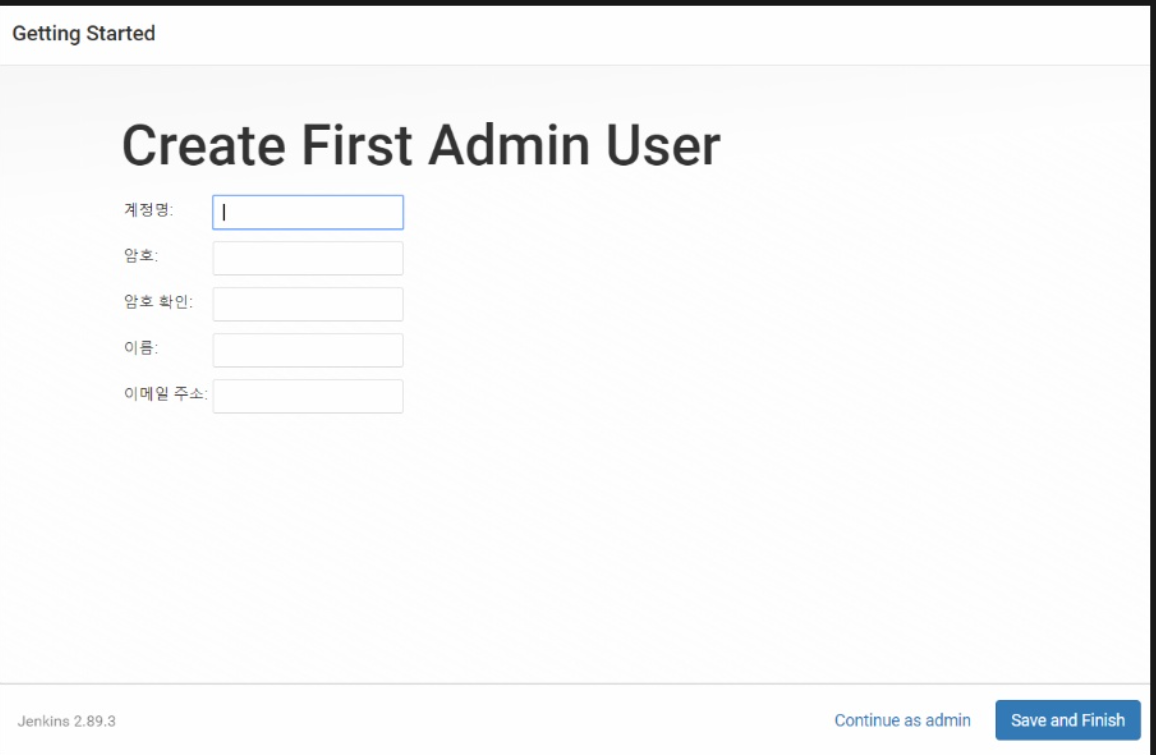 Getting Started
Create First Admin User
계정명:
암호:
암호 확인:
이름:
이메일 주소:
Jenkins 2.89.3
Continue as admin
Save and Finish